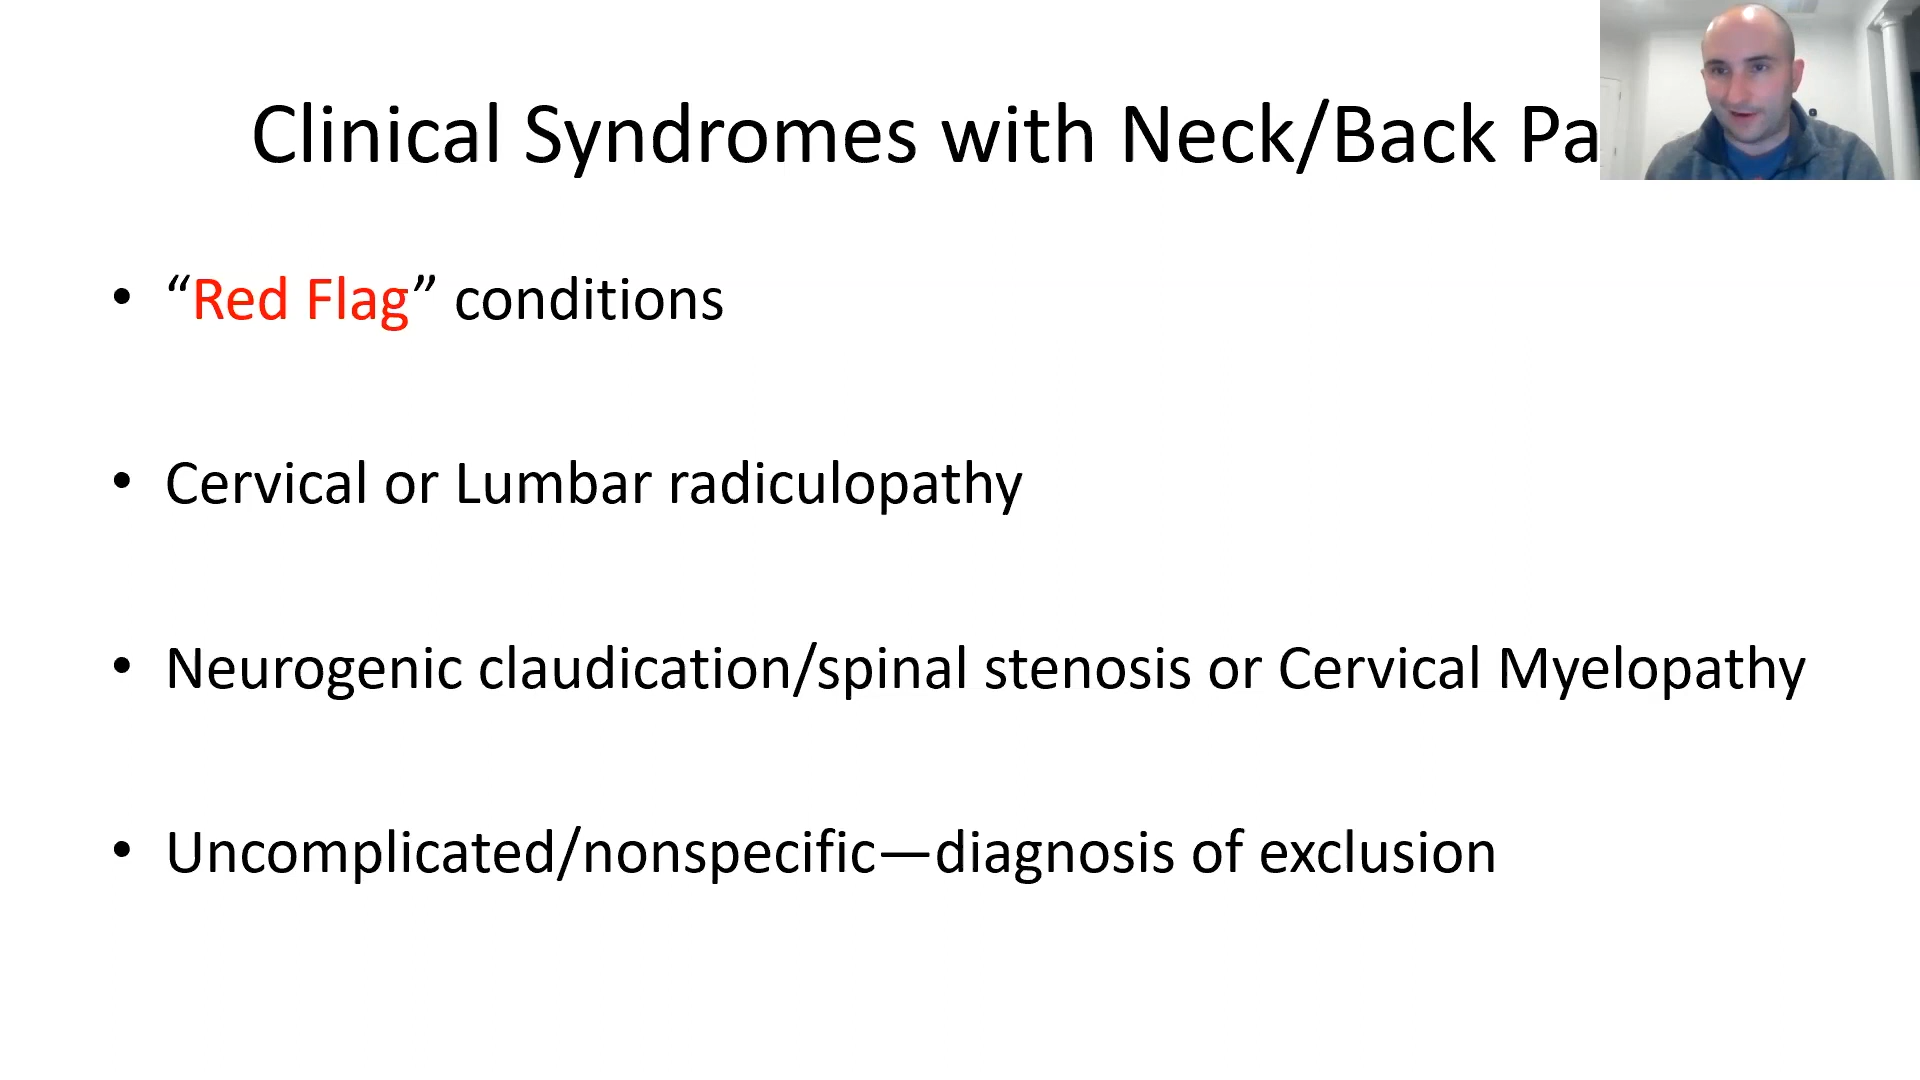 Clinical Syndromes with Neck/Back Pa
• “Red Flag” conditions
• Cervical or Lumbar radiculopathy
• Neurogenic claudication/spinal stenosis or Cervical Myelopathy
• Uncomplicated/nonspecific—diagnosis of exclusion